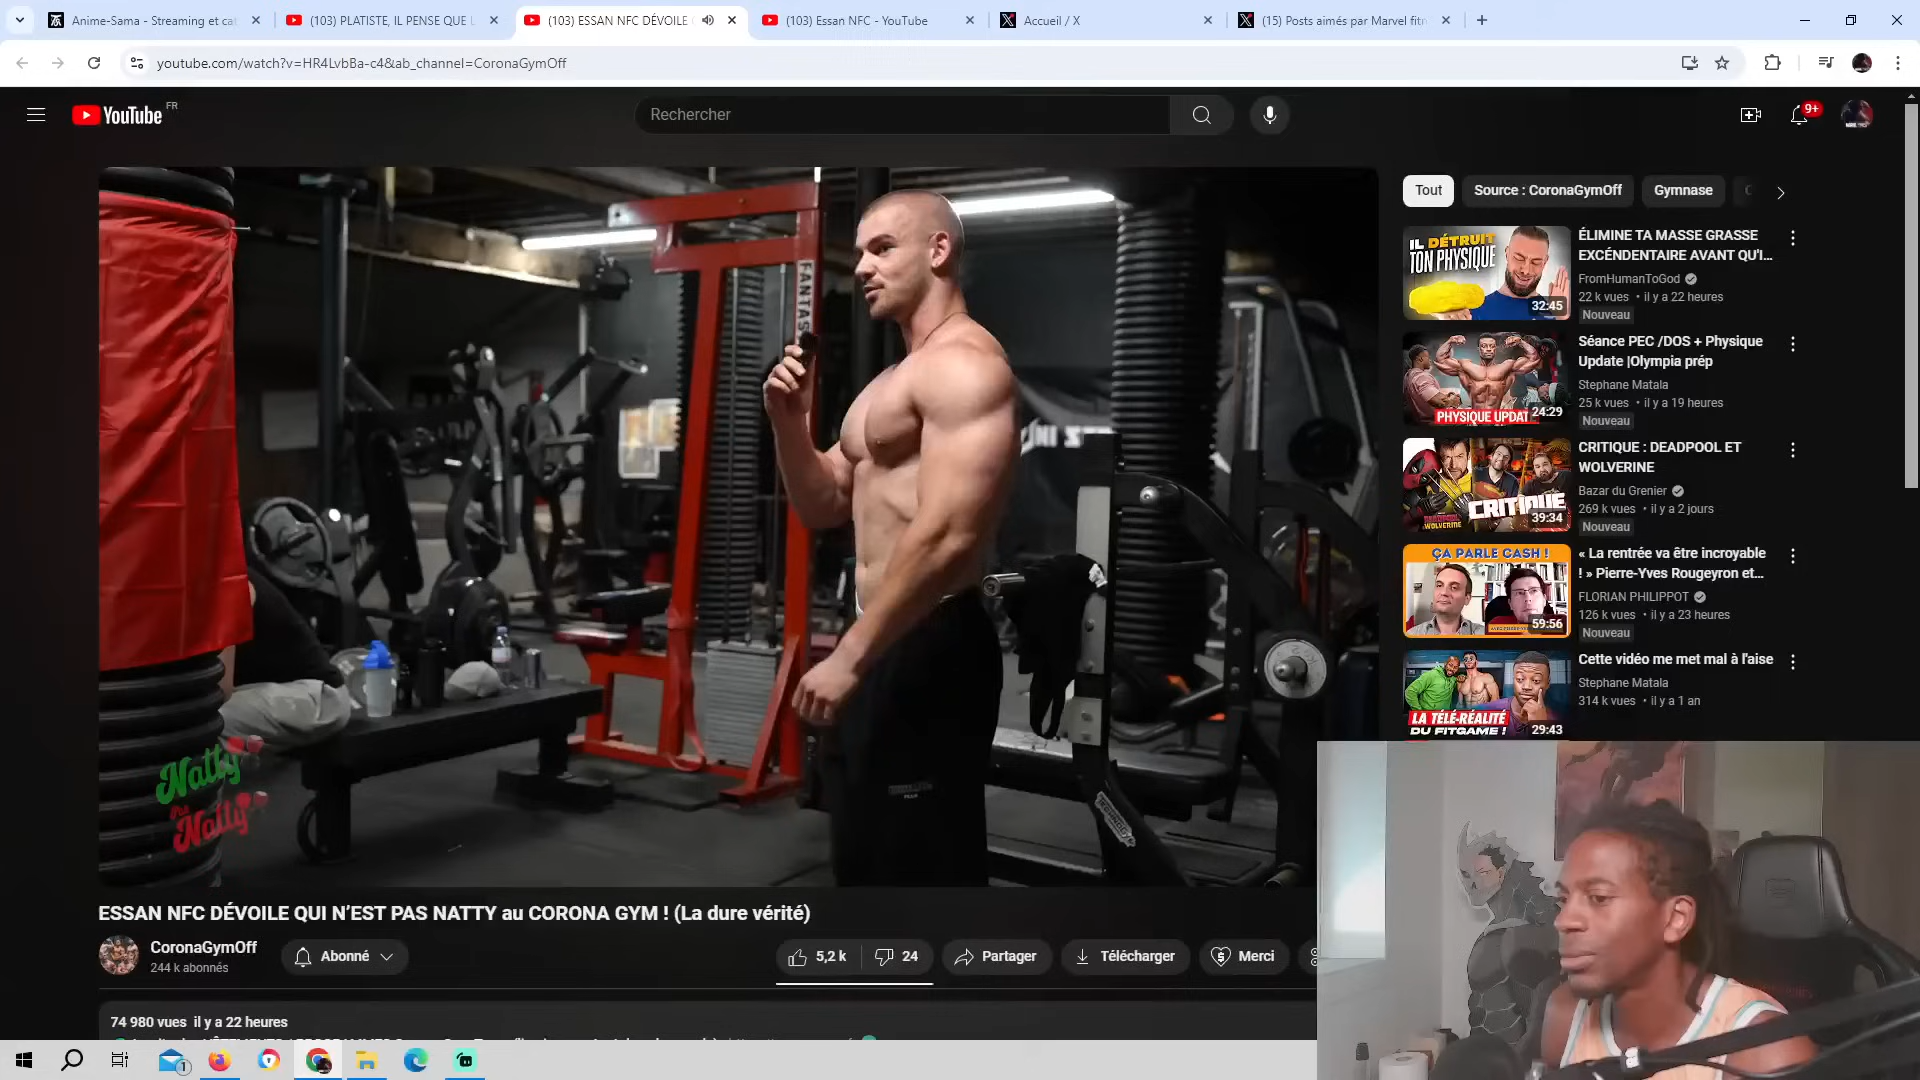 Anime-Sama - Streaming et cat
(103) PLATISTE, IL PENSE QUE L
(103) ESSAN NFC DÉVOILE
(103) Essan NFC - YouTube
Accueil / X
(15) Posts aimés par Marvel fitn
youtube.com/watch?v=HR4LvbBa-c4&ab_channel=CoronaGymOff
YouTube FR
Rechercher
9+
Tout
Source : CoronaGymOff
Gymnase
FANTAS
IL DÉTRUIT
TON PHYSIQUE
32:45
ÉLIMINE TA MASSE GRASSE
EXCÉNDENTAIRE AVANT QU'I...
FromHumanToGod
22 k vues • il y a 22 heures
Nouveau
PHYSIQUE UPDAT
24:29
Séance PEC /DOS + Physique
Update |Olympia prép
Stephane Matala
25 k vues • il y a 19 heures
Nouveau
CRITIQUE
39:34
CRITIQUE : DEADPOOL ET
WOLVERINE
Bazar du Grenier
269 k vues • il y a 2 jours
Nouveau
ÇA PARLE CASH !
59:56
« La rentrée va être incroyable
! » Pierre-Yves Rougeyron et...
FLORIAN PHILIPPOT
126 k vues • il y a 23 heures
Nouveau
LA TÉLÉ-RÉALITÉ
DU FITGAME !
29:43
Cette vidéo me met mal à l'aise
Stephane Matala
314 k vues • il y a 1 an
Natty
Pas
Natty
ESSAN NFC DÉVOILE QUI N'EST PAS NATTY au CORONA GYM ! (La dure vérité)
CoronaGymOff
244 k abonnés
Abonné
5,2 k
24
Partager
Télécharger
Merci
74 980 vues il y a 22 heures
1